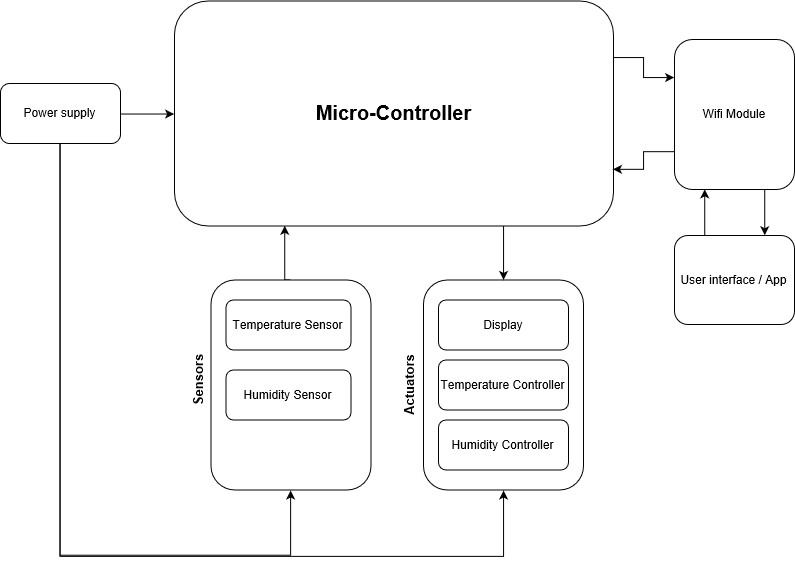 Micro-Controller
Power supply
Wifi Module
User interface / App
Sensors
Temperature Sensor
Humidity Sensor
Actuators
Display
Temperature Controller
Humidity Controller